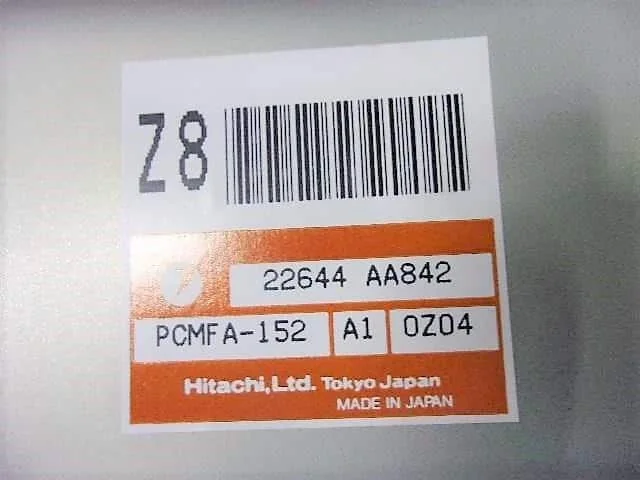 Z8
22644 AA842
PCMFA-152 A1 0Z04
Hitachi,Ltd. Tokyo Japan
MADE IN JAPAN